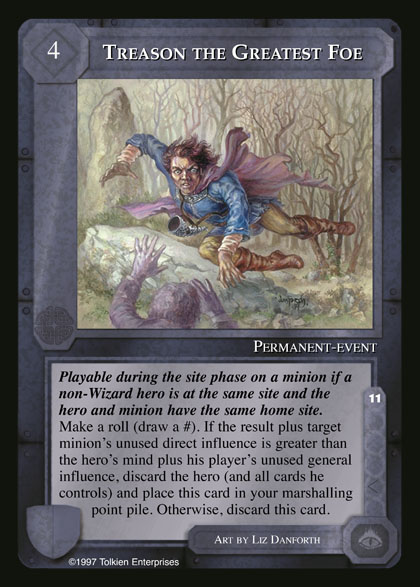 4
TREASON THE GREATEST FOE
PERMANENT-EVENT
Playable during the site phase on a minion if a
non-Wizard hero is at the same site and the
hero and minion have the same home site.
Make a roll (draw a #). If the result plus target
minion's unused direct influence is greater than
the hero's mind plus his player's unused general
influence, discard the hero (and all cards he
controls) and place this card in your marshalling
point pile. Otherwise, discard this card.
11
ART BY LIZ DANFORTH
©1997 Tolkien Enterprises